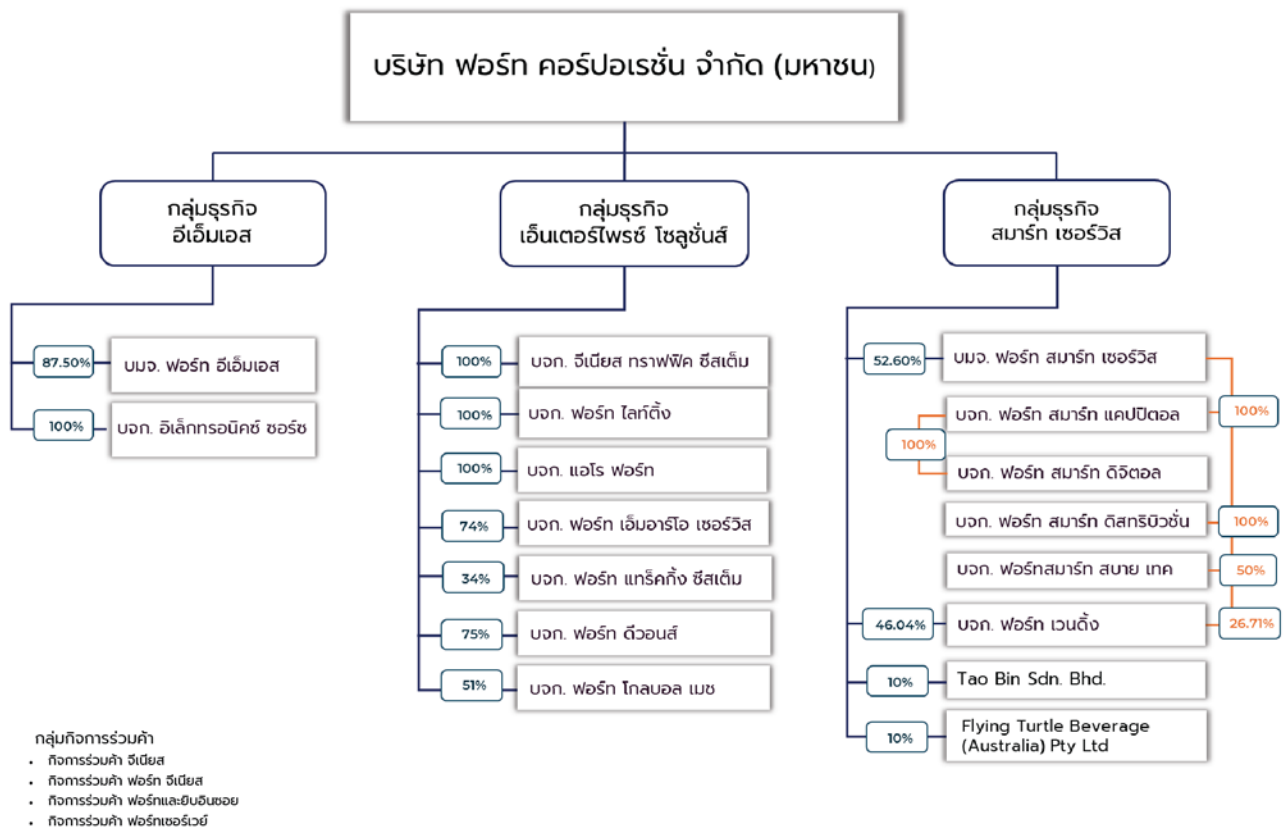 บริษัท ฟอร์ท คอร์ปอเรชั่น จำกัด (มหาชน)
กลุ่มธุรกิจ
อีเอ็มเอส
กลุ่มธุรกิจ
เอ็นเตอร์ไพรซ์ โซลูชั่นส์
กลุ่มธุรกิจ
สมาร์ท เซอร์วิส
87.50% บมจ. ฟอร์ท อีเอ็มเอส
100% บจก. อิเล็กทรอนิคซ์ ซอร์ซ
100% บจก. จีเนียส ทราฟฟิค ซีสเต็ม
100% บจก. ฟอร์ท ไลท์ติ้ง
100% บจก. แอโร ฟอร์ท
74% บจก. ฟอร์ท เอ็มอาร์โอ เซอร์วิส
34% บจก. ฟอร์ท แทร็คกิ้ง ซีสเต็ม
75% บจก. ฟอร์ท ดีวอนส์
51% บจก. ฟอร์ท โกลบอล เมช
52.60% บมจ. ฟอร์ท สมาร์ท เซอร์วิส
บจก. ฟอร์ท สมาร์ท แคปปิตอล 100%
100%
บจก. ฟอร์ท สมาร์ท ดิจิตอล
บจก. ฟอร์ท สมาร์ท ดิสทริบิวชั่น 100%
บจก. ฟอร์ทสมาร์ท สบาย เทค 50%
46.04% บจก. ฟอร์ท เวนดิ้ง 26.71%
10% Tao Bin Sdn. Bhd.
10% Flying Turtle Beverage
(Australia) Pty Ltd
กลุ่มกิจการร่วมค้า
• กิจการร่วมค้า จีเนียส
• กิจการร่วมค้า ฟอร์ท จีเนียส
• กิจการร่วมค้า ฟอร์ทและยิบอินซอย
• กิจการร่วมค้า ฟอร์ทเซอร์เวย์